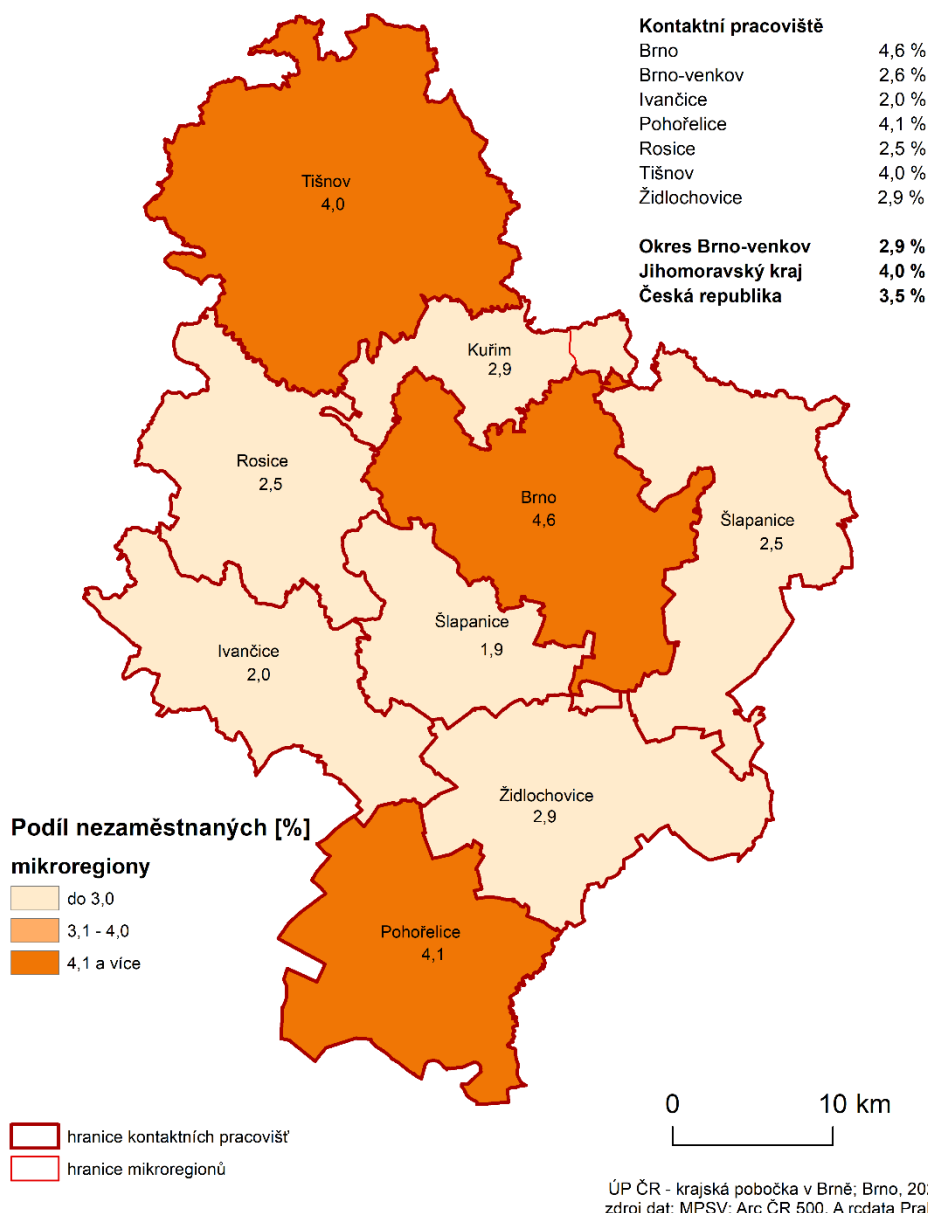 Kontaktní pracoviště
Brno 4,6 %
Brno-venkov 2,6 %
Ivančice 2,0 %
Pohořelice 4,1 %
Rosice 2,5 %
Tišnov 4,0 %
Židlochovice 2,9 %
Okres Brno-venkov 2,9 %
Jihomoravský kraj 4,0 %
Česká republika 3,5 %
Tišnov
4,0
Kuřim
2,9
Rosice
2,5
Brno
4,6
Šlapanice
2,5
Šlapanice
1,9
Ivančice
2,0
Židlochovice
2,9
Pohořelice
4,1
Podíl nezaměstnaných [%]
mikroregiony
do 3,0
3,1 - 4,0
4,1 a více
hranice kontaktních pracovišť
hranice mikroregionů
0 10 km
ÚP ČR - krajská pobočka v Brně; Brno,
zdroj dat: MPSV; Arc ČR 500, A rcdata